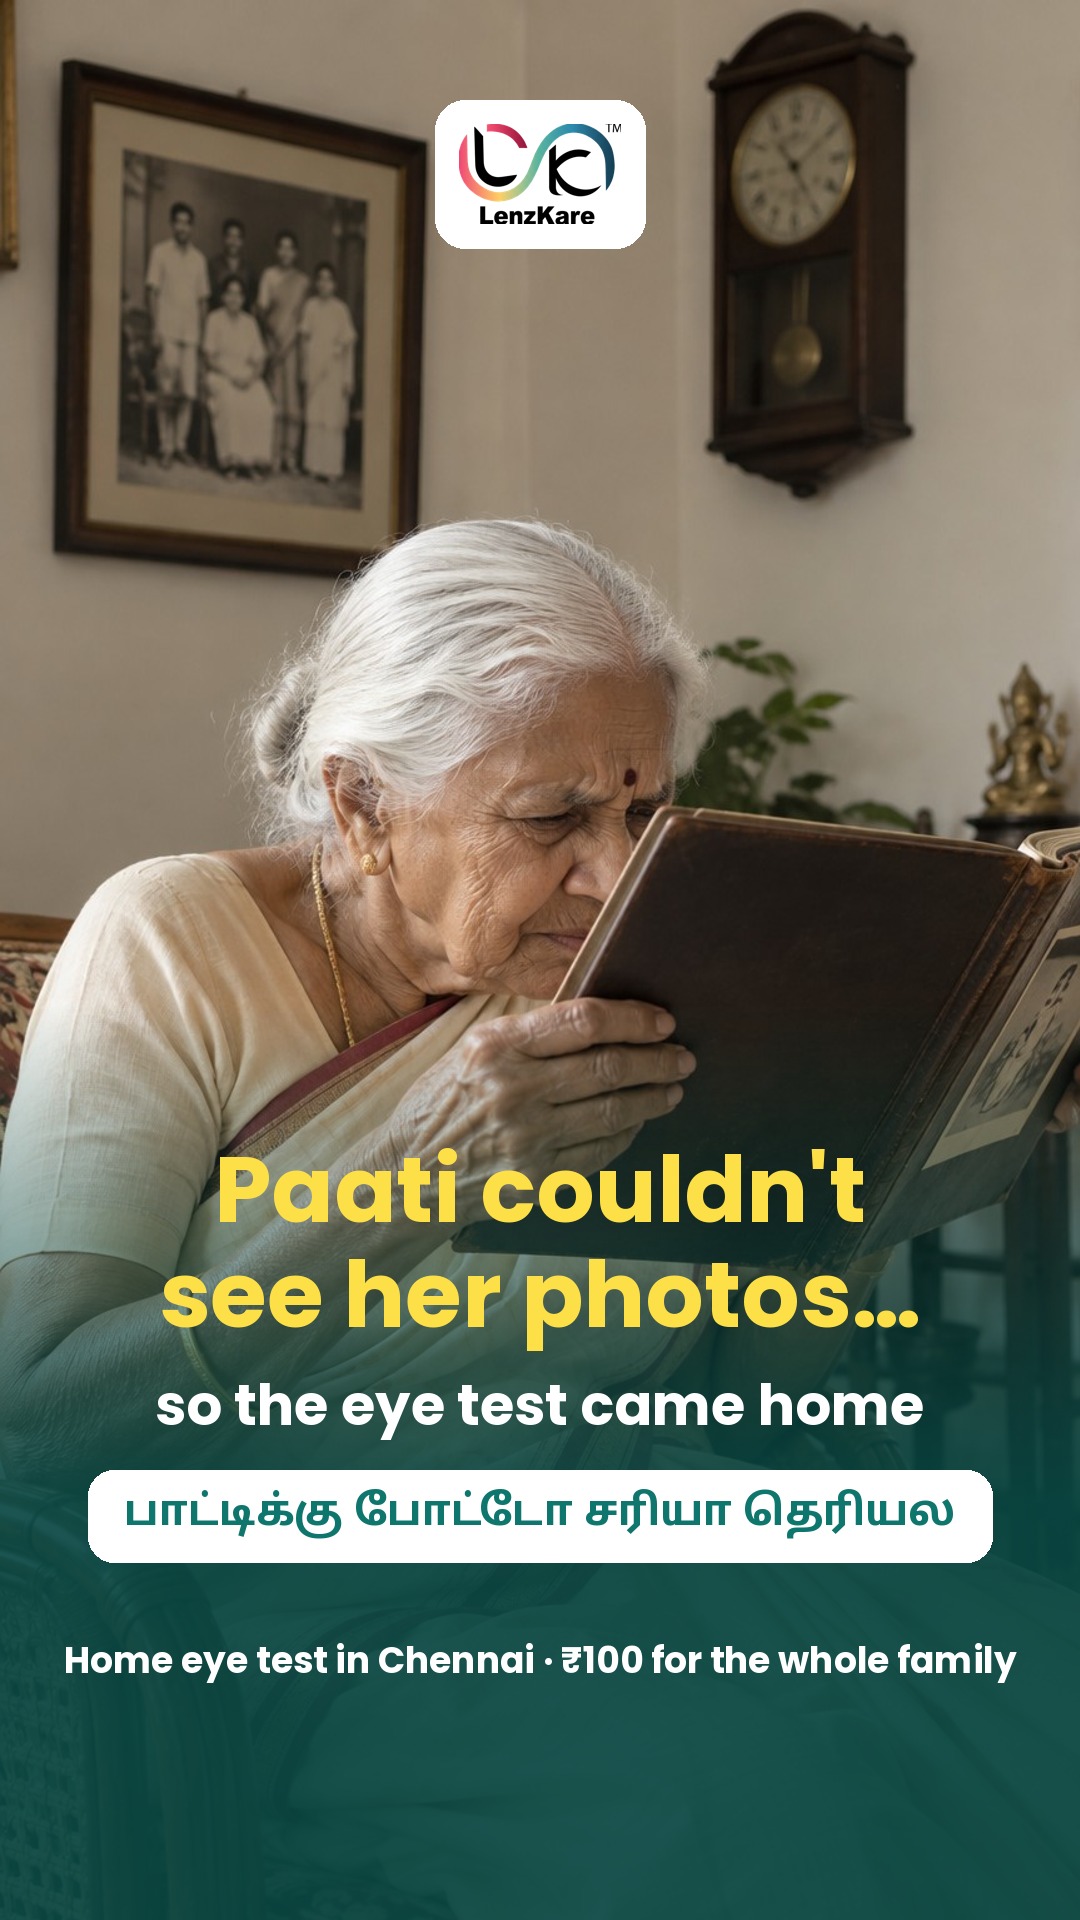 LK™
LenzKare
Paati couldn't
see her photos...
so the eye test came home
பாட்டிக்கு போட்டோ சரியா தெரியல
Home eye test in Chennai · ₹100 for the whole family